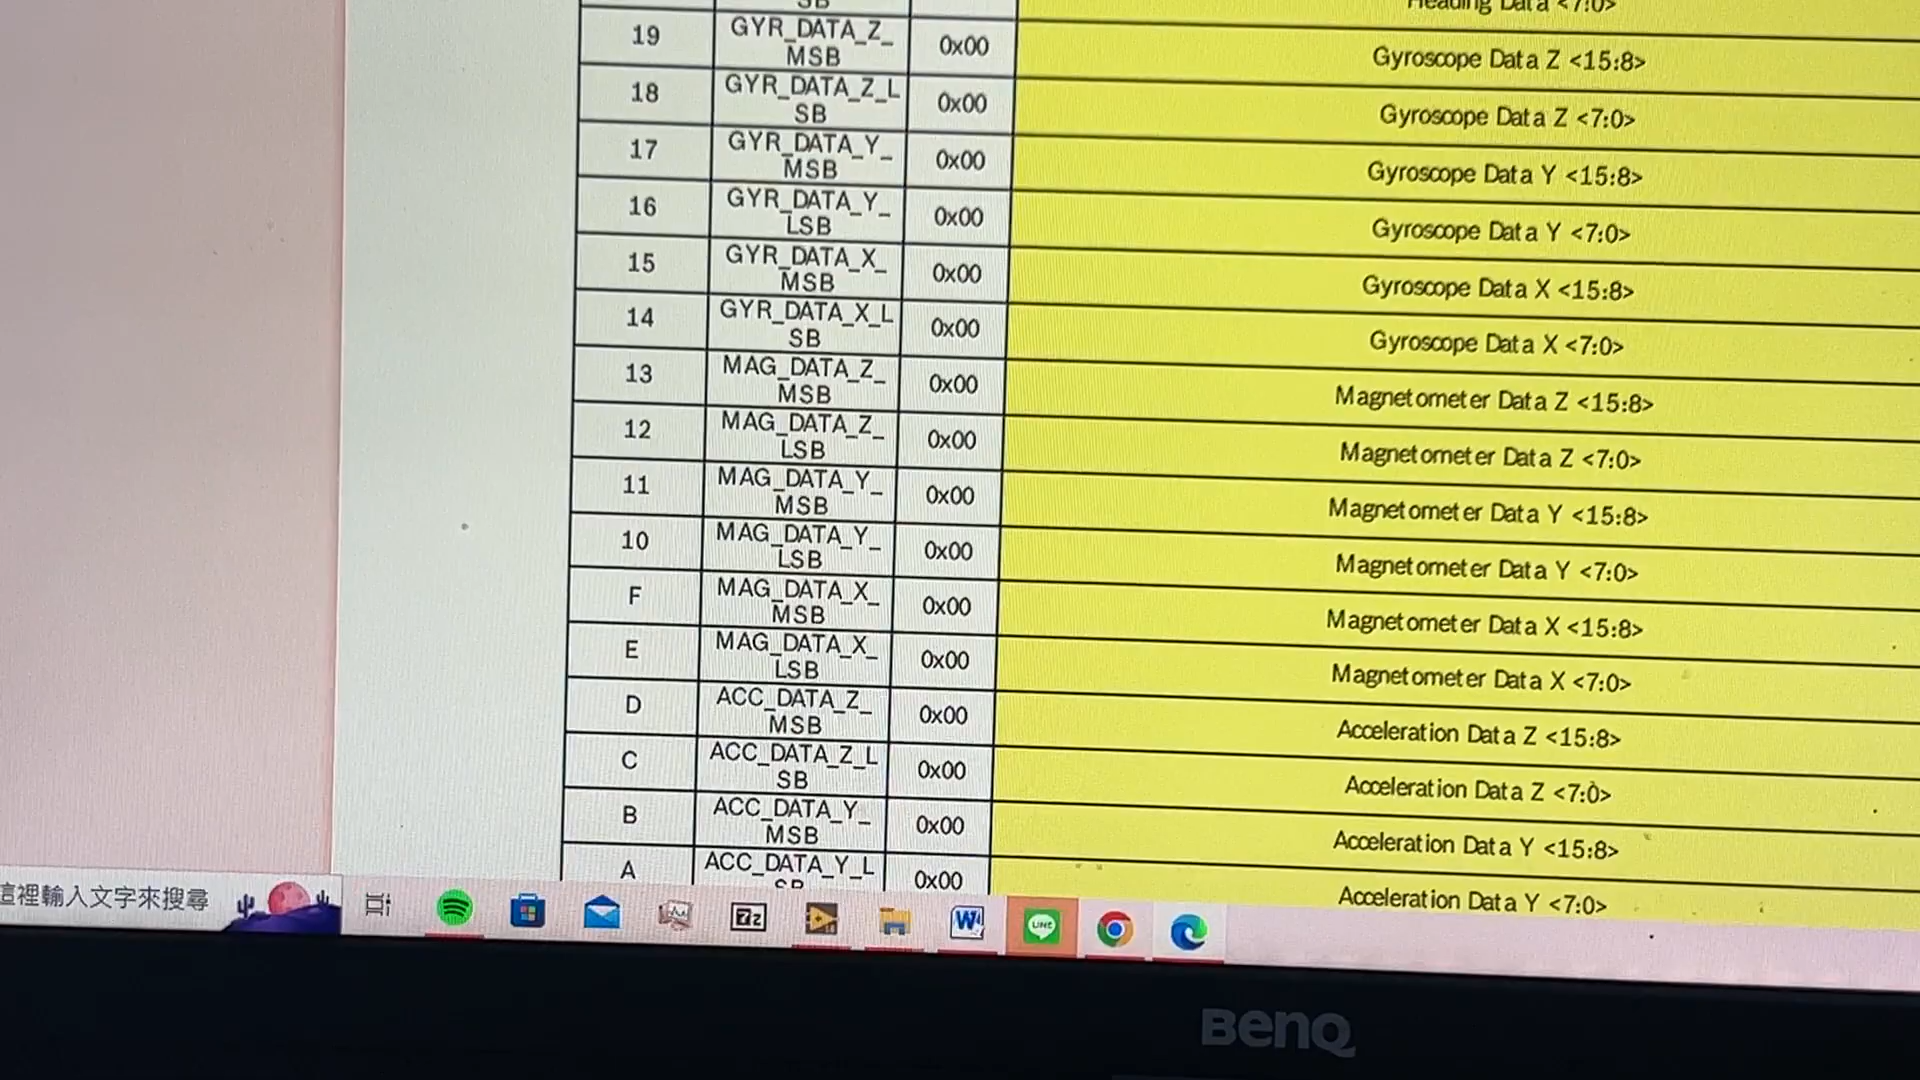 SB
Heading Data <7:0>
19 GYR_DATA_Z_ 0x00 Gyroscope Data Z <15:8>
MSB
18 GYR_DATA_Z_L 0x00 Gyroscope Data Z <7:0>
SB
17 GYR_DATA_Y_ 0x00 Gyroscope Data Y <15:8>
MSB
16 GYR_DATA_Y_ 0x00 Gyroscope Data Y <7:0>
LSB
15 GYR_DATA_X_ 0x00 Gyroscope Data X <15:8>
MSB
14 GYR_DATA_X_L 0x00 Gyroscope Data X <7:0>
SB
13 MAG_DATA_Z_ 0x00 Magnetometer Data Z <15:8>
MSB
12 MAG_DATA_Z_ 0x00 Magnetometer Data Z <7:0>
LSB
11 MAG_DATA_Y_ 0x00 Magnetometer Data Y <15:8>
MSB
10 MAG_DATA_Y_ 0x00 Magnetometer Data Y <7:0>
LSB
F MAG_DATA_X_ 0x00 Magnetometer Data X <15:8>
MSB
E MAG_DATA_X_ 0x00 Magnetometer Data X <7:0>
LSB
D ACC_DATA_Z_ 0x00 Acceleration Data Z <15:8>
MSB
C ACC_DATA_Z_L 0x00 Acceleration Data Z <7:0>
SB
B ACC_DATA_Y_ 0x00 Acceleration Data Y <15:8>
MSB
A ACC_DATA_Y_L 0x00 Acceleration Data Y <7:0>
SB
這裡輸入文字來搜尋
7z
W
LINE
BenQ